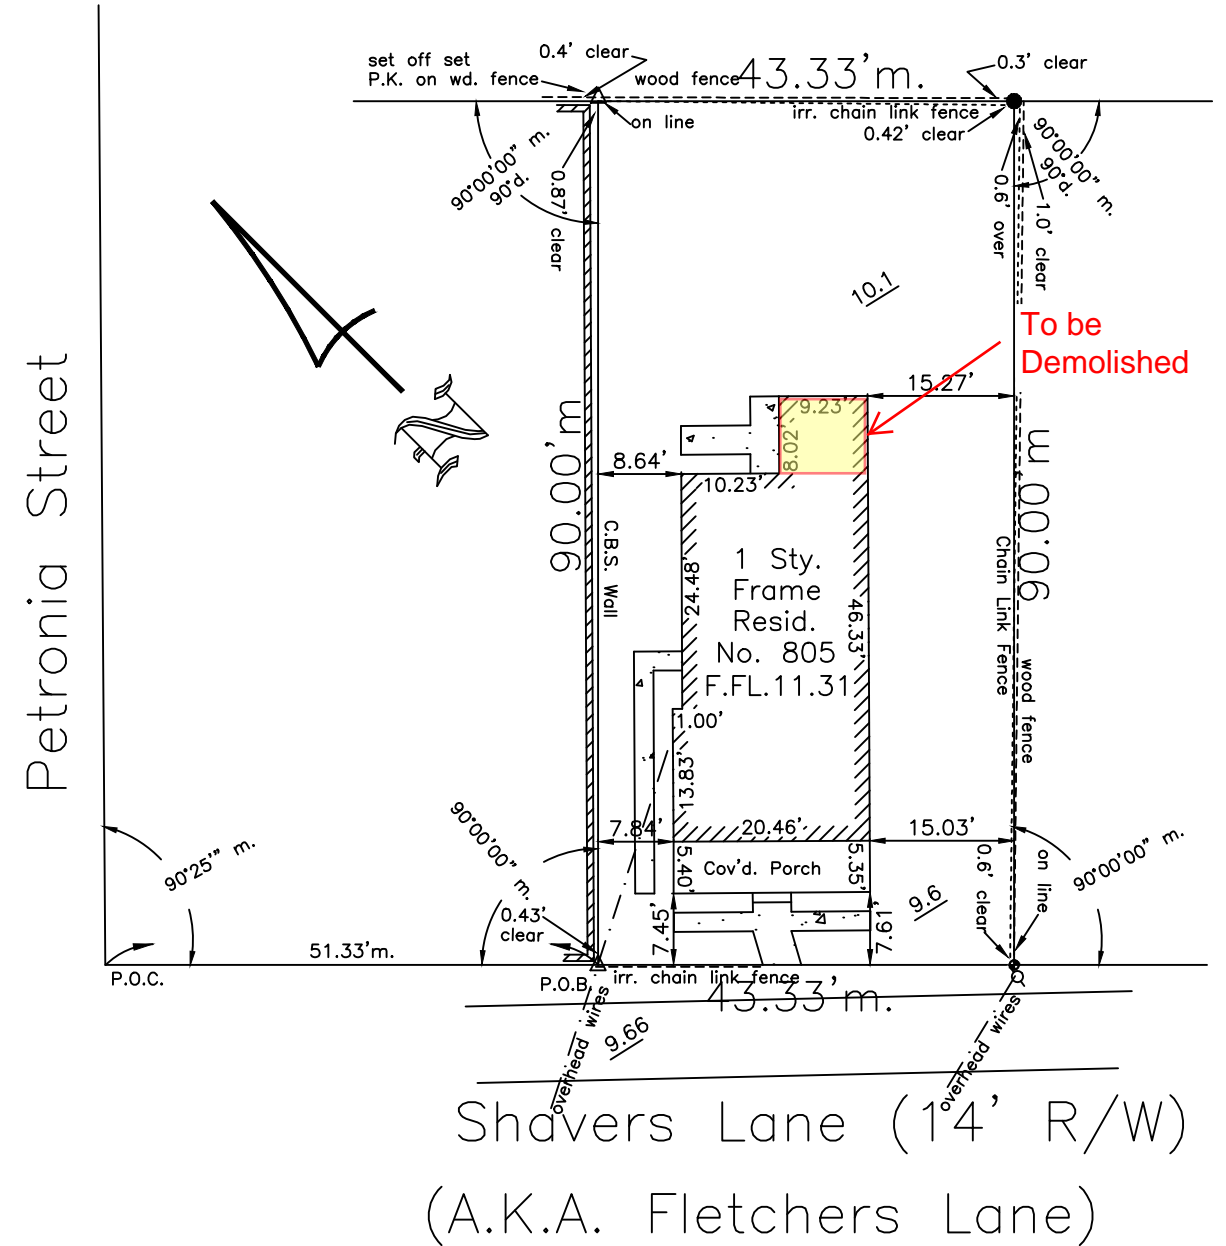 set off set
P.K. on wd. fence
0.4' clear
wood fence
43.33'm.
0.3' clear
on line
irr. chain link fence
0.42' clear
90°00'00" m.
90°d.
0.87' clear
90°00'00" m.
90°d.
0.6' over
1.0' clear
10.1
To be
Demolished
15.27'
9.23'
8.02'
8.64'
10.23'
90.00' m
C.B.S. Wall
24.48'
1 Sty.
Frame
Resid.
No. 805
F.FL.11.31
46.33'
Chain Link Fence
90.00' m
wood fence
Petronia Street
N
1.00'
13.83'
7.84'
20.46'
15.03'
5.40'
Cov'd. Porch
5.35'
90°00'00" m.
90°25'" m.
0.6' clear
on line
90°00'00" m.
0.43'
clear
7.45'
7.61'
9.6
51.33'm.
P.O.C.
P.O.B.
irr. chain link fence
43.33'm.
overhead wires
9.66
overhead wires
Shavers Lane (14' R/W)
(A.K.A. Fletchers Lane)